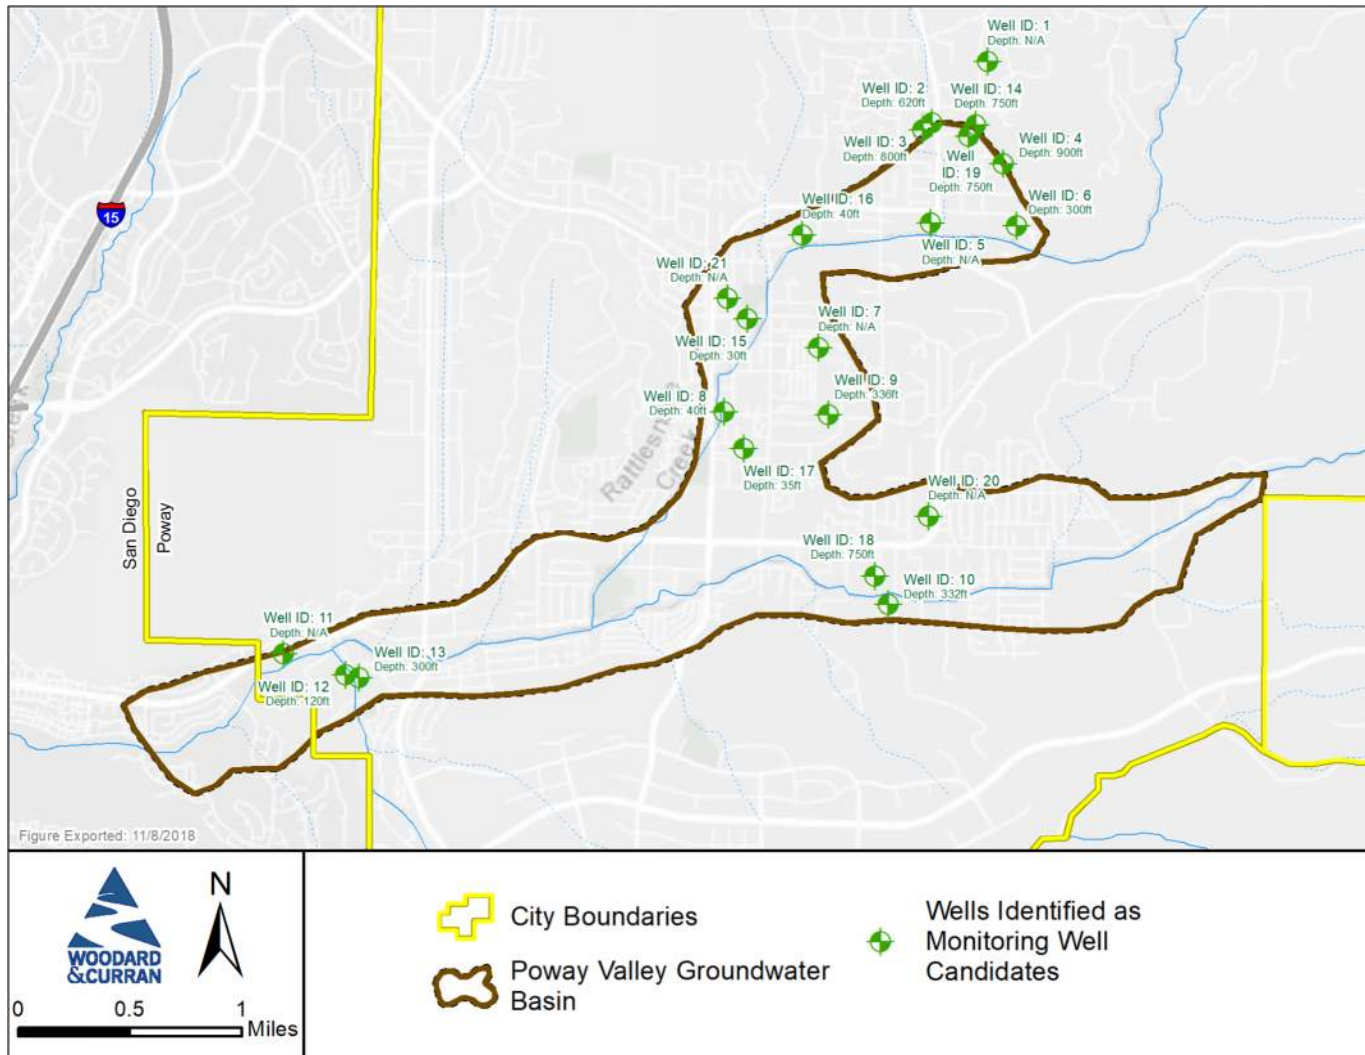 Well ID: 1
Depth: N/A
Well ID: 2
Depth: 620ft
Well ID: 14
Depth: 750ft
Well ID: 3
Depth: 800ft
Well
ID: 19
Depth: 750ft
Well ID: 4
Depth: 900ft
Well ID: 16
Depth: 40ft
Well ID: 6
Depth: 300ft
15
Well ID: 5
Depth: N/A
Well ID: 21
Depth: N/A
Well ID: 7
Depth: N/A
Well ID: 15
Depth: 30ft
Well ID: 9
Depth: 336ft
Well ID: 8
Depth: 40ft
Creek
Well ID: 17
Depth: 35ft
Well ID: 20
Depth: N/A
San Diego
Poway
Well ID: 18
Depth: 750ft
Well ID: 10
Depth: 332ft
Well ID: 11
Depth: N/A
Well ID: 13
Depth: 300ft
Well ID: 12
Depth: 120ft
Figure Exported: 11/8/2018
WOODARD
&CURRAN
N
0 0.5 1
Miles
City Boundaries
Poway Valley Groundwater
Basin
Wells Identified as
Monitoring Well
Candidates